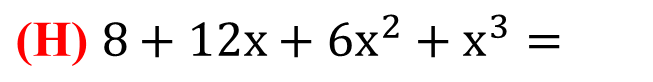 (H) 8 + 12x + 6x² + x³ =